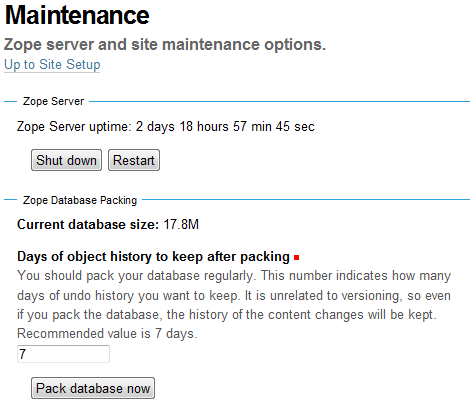 Maintenance
Zope server and site maintenance options.
Up to Site Setup
Zope Server
Zope Server uptime: 2 days 18 hours 57 min 45 sec
Shut down Restart
Zope Database Packing
Current database size: 17.8M
Days of object history to keep after packing
You should pack your database regularly. This number indicates how many
days of undo history you want to keep. It is unrelated to versioning, so even
if you pack the database, the history of the content changes will be kept.
Recommended value is 7 days.
7
Pack database now